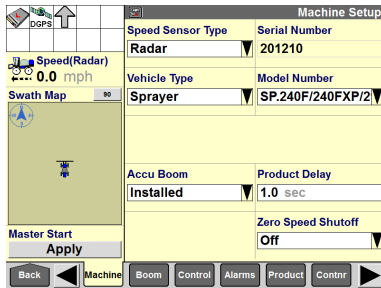 DGPS
Machine Setup
Speed(Radar)
0.0 mph
Swath Map
90
Master Start
Apply
Speed Sensor Type
Radar
Serial Number
201210
Vehicle Type
Sprayer
Model Number
SP.240F/240FXP/2
Accu Boom
Installed
Product Delay
1.0 sec
Zero Speed Shutoff
Off
Back
Machine
Boom
Control
Alarms
Product
Contnr